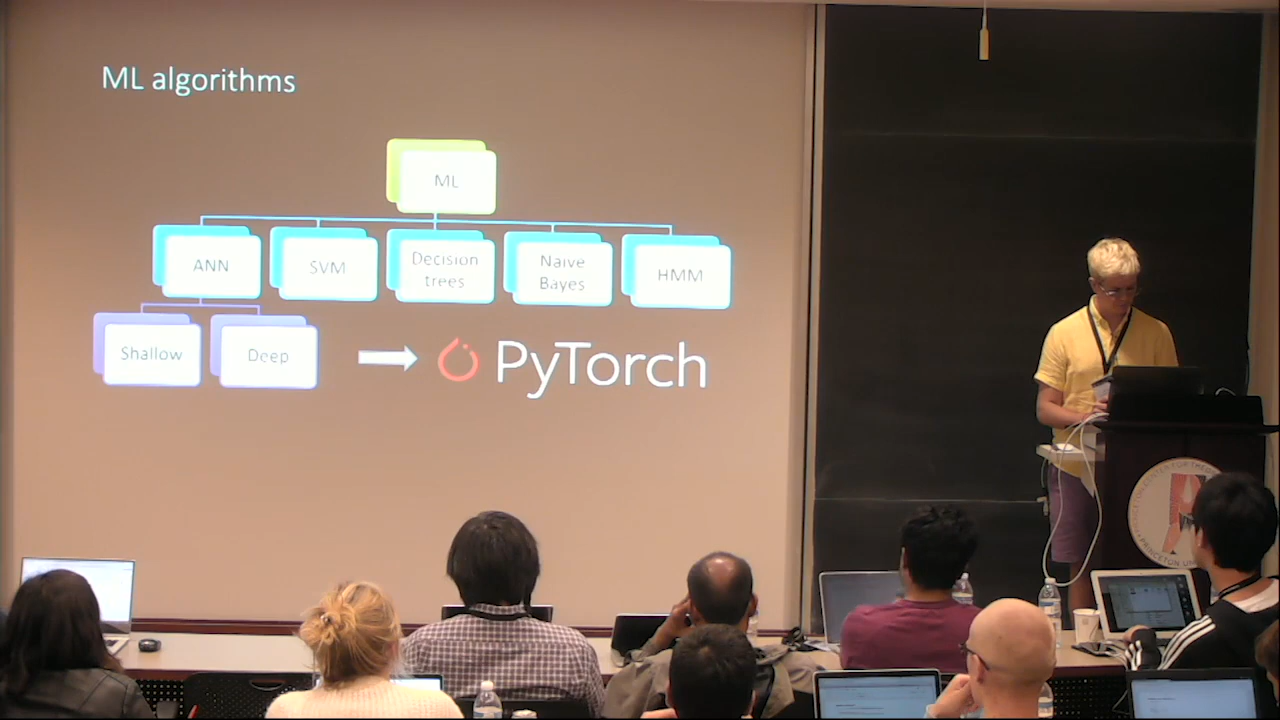 ML algorithms
ML
ANN
SVM
Decision
trees
Naive
Bayes
HMM
Shallow
Deep
PyTorch